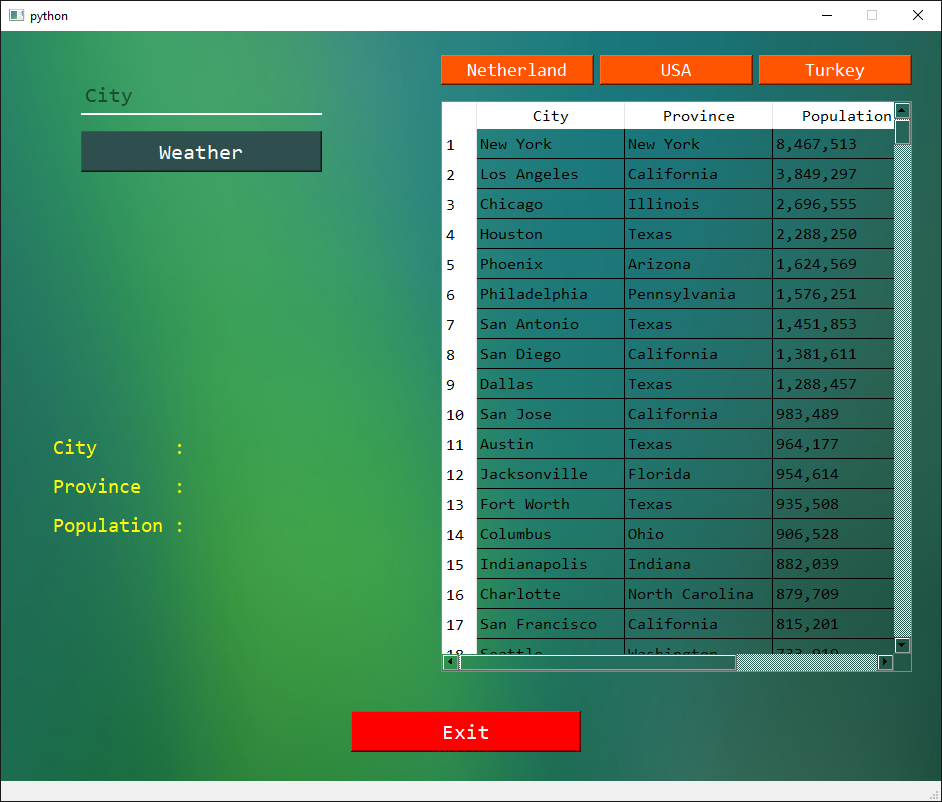 python
City
Weather
City :
Province :
Population :
Netherland USA Turkey
City Province Population
1 New York New York 8,467,513
2 Los Angeles California 3,849,297
3 Chicago Illinois 2,696,555
4 Houston Texas 2,288,250
5 Phoenix Arizona 1,624,569
6 Philadelphia Pennsylvania 1,576,251
7 San Antonio Texas 1,451,853
8 San Diego California 1,381,611
9 Dallas Texas 1,288,457
10 San Jose California 983,489
11 Austin Texas 964,177
12 Jacksonville Florida 954,614
13 Fort Worth Texas 935,508
14 Columbus Ohio 906,528
15 Indianapolis Indiana 882,039
16 Charlotte North Carolina 879,709
17 San Francisco California 815,201
18 Seattle Washington
Exit